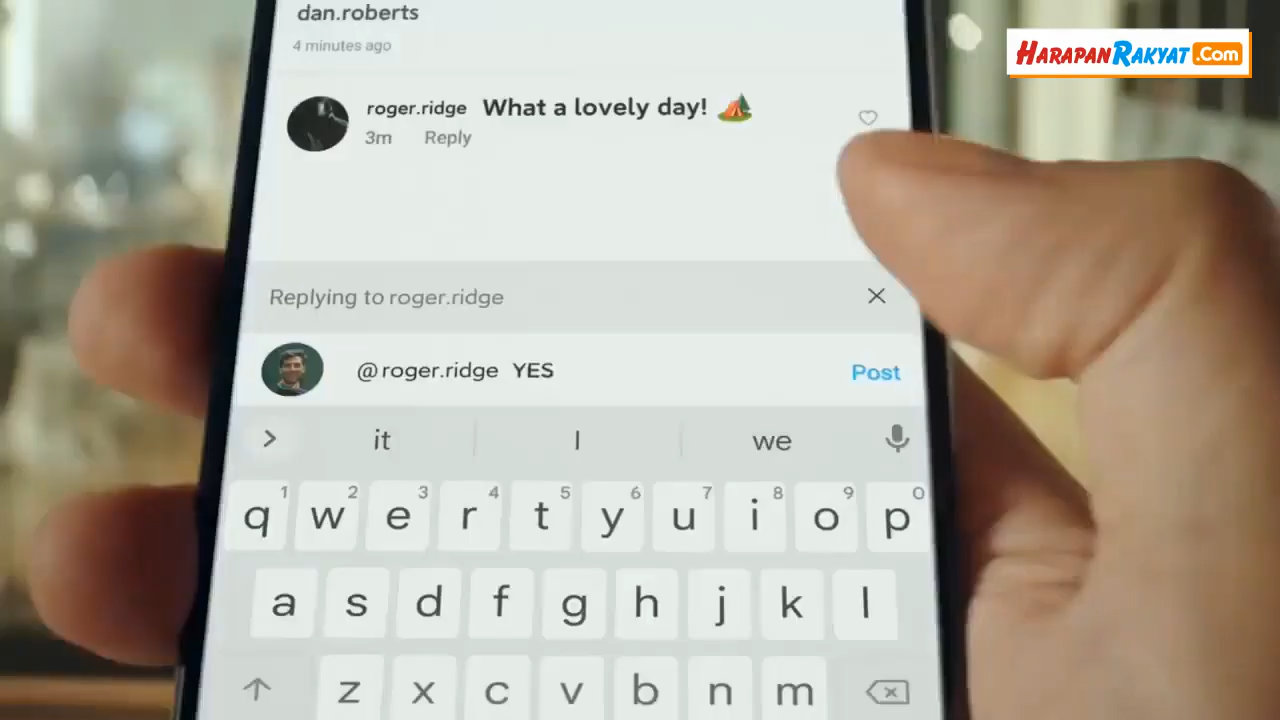 dan.roberts
4 minutes ago
HARAPANRAKYAT.Com
roger.ridge What a lovely day!
3m Reply
Replying to roger.ridge
@roger.ridge YES Post
it I we
1 2 3 4 5 6 7 8 9 0
q w e r t y u i o p
a s d f g h j k l
z x c v b n m